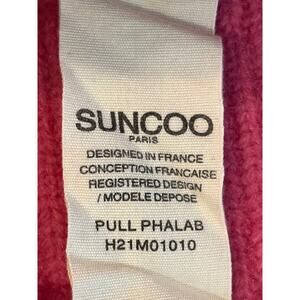 SUNCOO
PARIS
DESIGNED IN FRANCE
CONCEPTION FRANCAISE
REGISTERED DESIGN
/ MODELE DEPOSE
PULL PHALAB
H21M01010